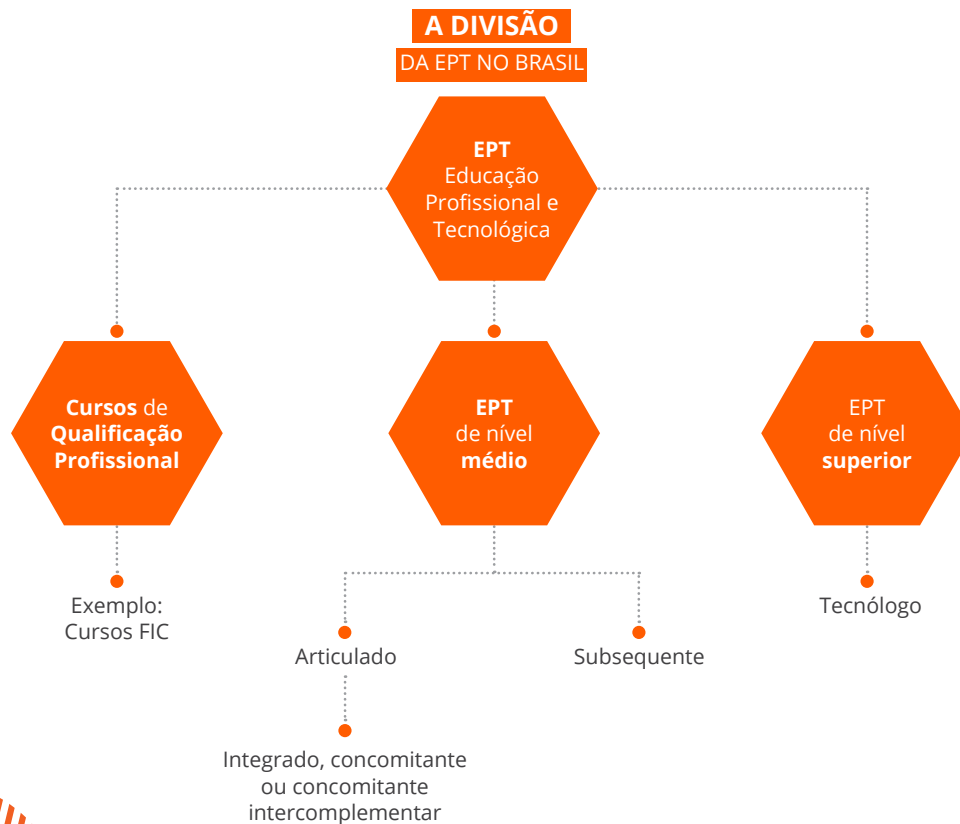 A DIVISÃO
DA EPT NO BRASIL
EPT
Educação
Profissional e
Tecnológica
Cursos de
Qualificação
Profissional
EPT
de nível
médio
EPT
de nível
superior
Exemplo:
Cursos FIC
Tecnólogo
Articulado
Subsequente
Integrado, concomitante
ou concomitante
intercomplementar